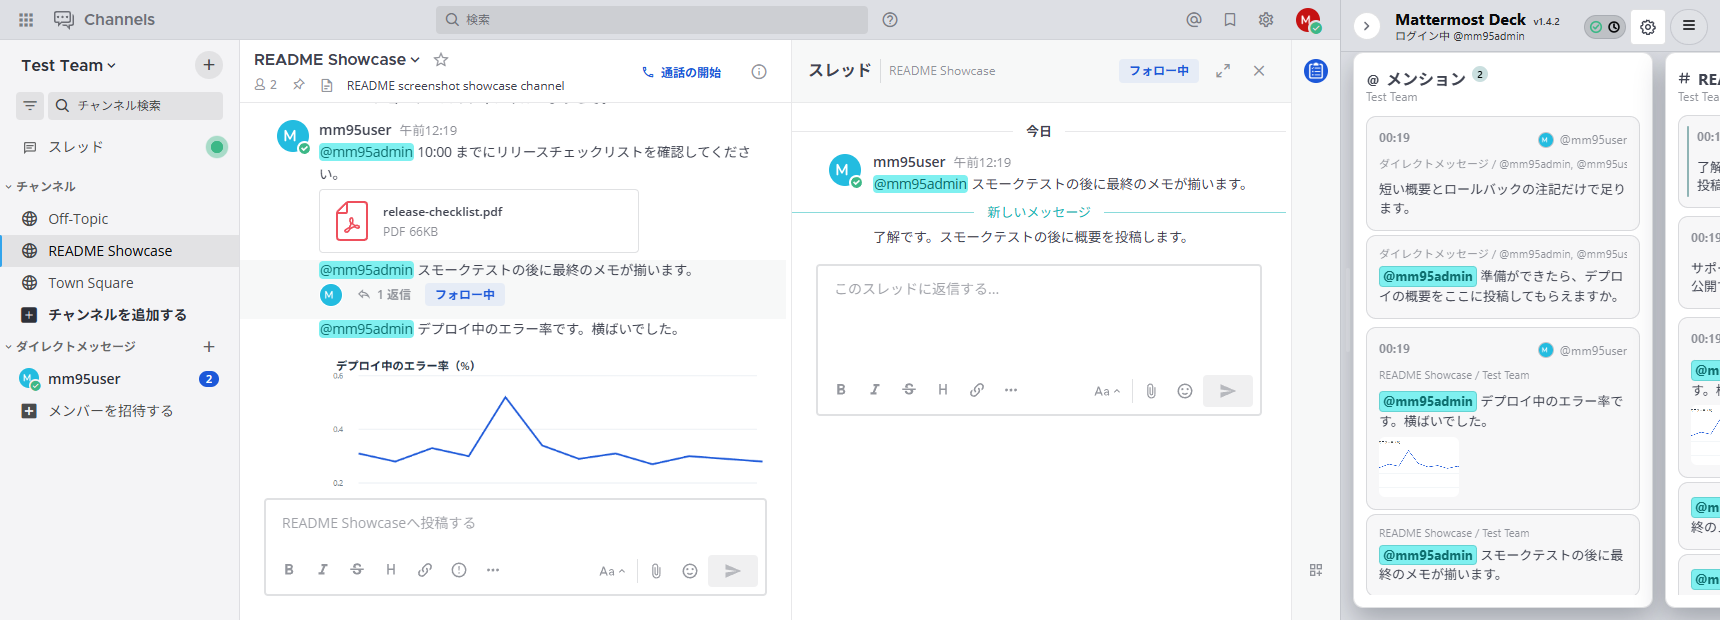 Channels
検索
Test Team
チャンネル検索
スレッド
チャンネル
Off-Topic
README Showcase
Town Square
チャンネルを追加する
ダイレクトメッセージ
mm95user 2
メンバーを招待する
README Showcase
2 README screenshot showcase channel
通話の開始
mm95user 午前12:19
@mm95admin 10:00 までにリリースチェックリストを確認してくださ
い。
release-checklist.pdf
PDF 66KB
@mm95admin スモークテストの後に最終のメモが揃います。
M 1 返信 フォロー中
@mm95admin デプロイ中のエラー率です。横ばいでした。
デプロイ中のエラー率（%）
0.6
0.4
0.2
README Showcaseへ投稿する
B I S H Aa
スレッド README Showcase フォロー中
今日
mm95user 午前12:19
@mm95admin スモークテストの後に最終のメモが揃います。
新しいメッセージ
了解です。スモークテストの後に概要を投稿します。
このスレッドに返信する...
B I S H Aa
Mattermost Deck v1.4.2
ログイン中 @mm95admin
@ メンション 2
Test Team
00:19 M @mm95user
ダイレクトメッセージ / @mm95admin, @mm95us
短い概要とロールバックの注記だけで足り
ます。
ダイレクトメッセージ / @mm95admin, @mm95us
@mm95admin 準備ができたら、デプロ
イの概要をここに投稿してもらえますか。
00:19 M @mm95user
README Showcase / Test Team
@mm95admin デプロイ中のエラー率で
す。横ばいでした。
README Showcase / Test Team
@mm95admin スモークテストの後に最
終のメモが揃います。
# RE
Test Tea
00:1
了解
投稿
00:19
サポ
公開
00:19
@m
す。横
@m
終の
@m